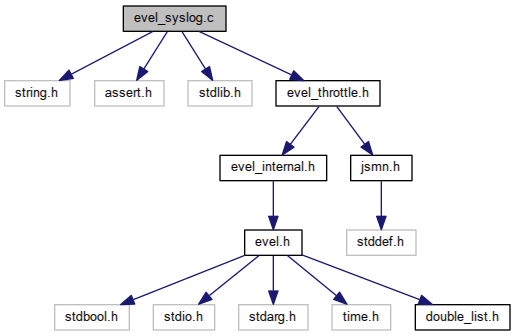 evel_syslog.c
string.h
assert.h
stdlib.h
evel_throttle.h
evel_internal.h
jsmn.h
evel.h
stddef.h
stdbool.h
stdio.h
stdarg.h
time.h
double_list.h